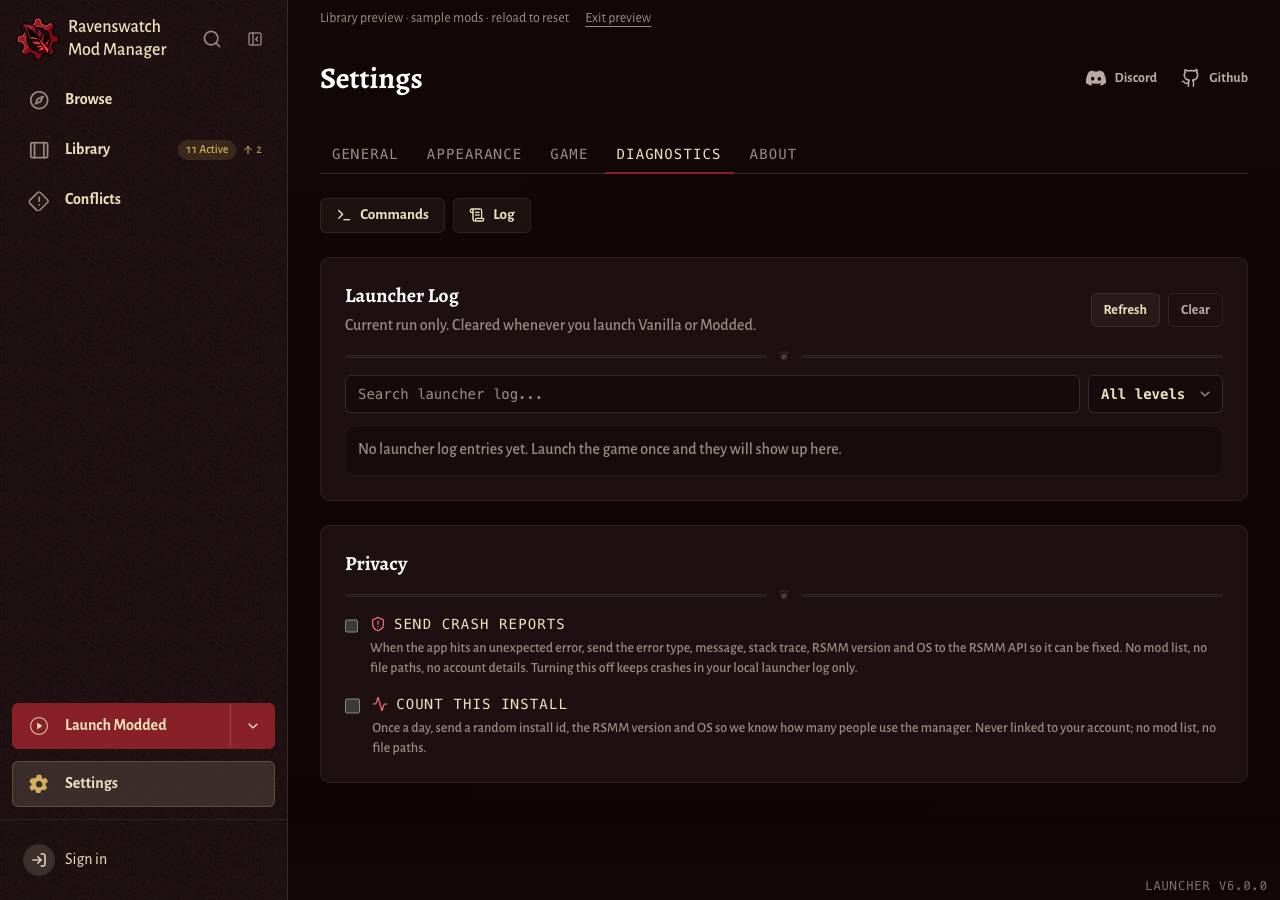 Ravenswatch
Mod Manager
Browse
Library
11 Active
2
Conflicts
Launch Modded
Settings
Sign in
Library preview · sample mods · reload to reset
Exit preview
Settings
Discord
Github
GENERAL
APPEARANCE
GAME
DIAGNOSTICS
ABOUT
Commands
Log
Launcher Log
Current run only. Cleared whenever you launch Vanilla or Modded.
Refresh
Clear
Search launcher log...
All levels
No launcher log entries yet. Launch the game once and they will show up here.
Privacy
SEND CRASH REPORTS
When the app hits an unexpected error, send the error type, message, stack trace, RSMM version and OS to the RSMM API so it can be fixed. No mod list, no
file paths, no account details. Turning this off keeps crashes in your local launcher log only.
COUNT THIS INSTALL
Once a day, send a random install id, the RSMM version and OS so we know how many people use the manager. Never linked to your account; no mod list, no
file paths.
LAUNCHER V6.0.0